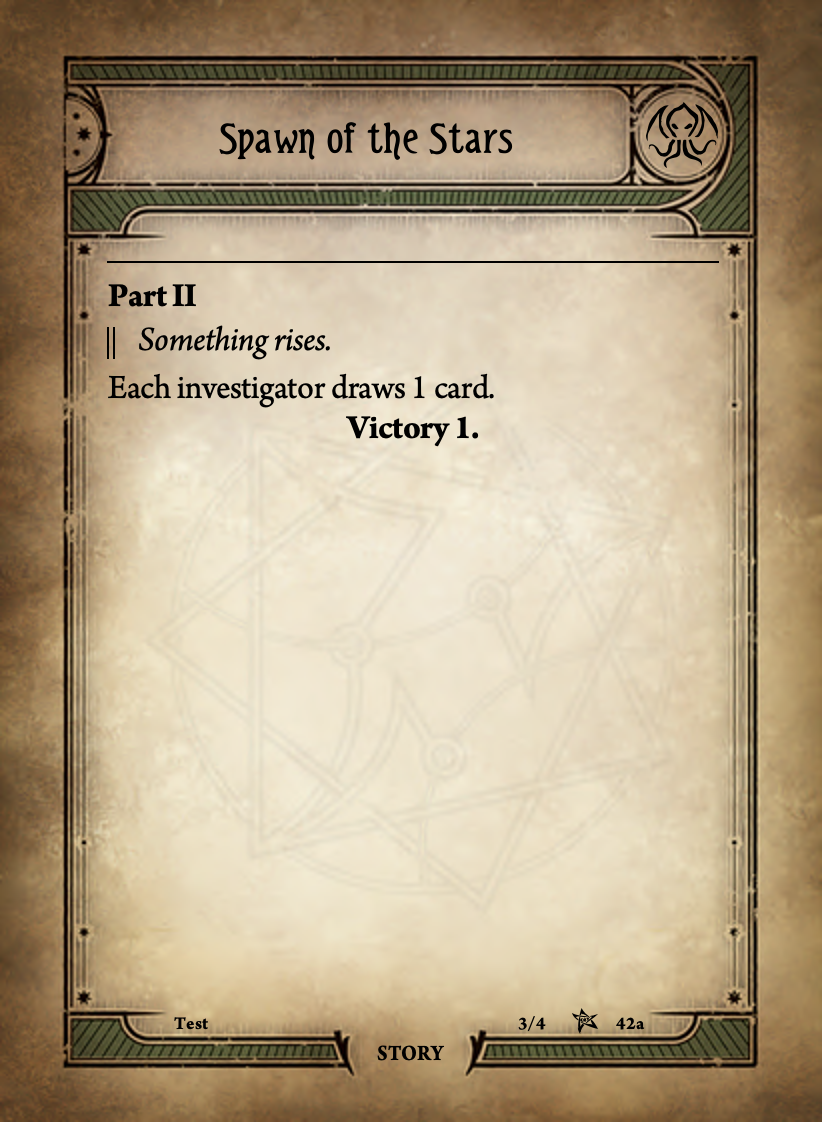 Spawn of the Stars
Part II
Something rises.
Each investigator draws 1 card.
Victory 1.
Test
3/4
42a
STORY